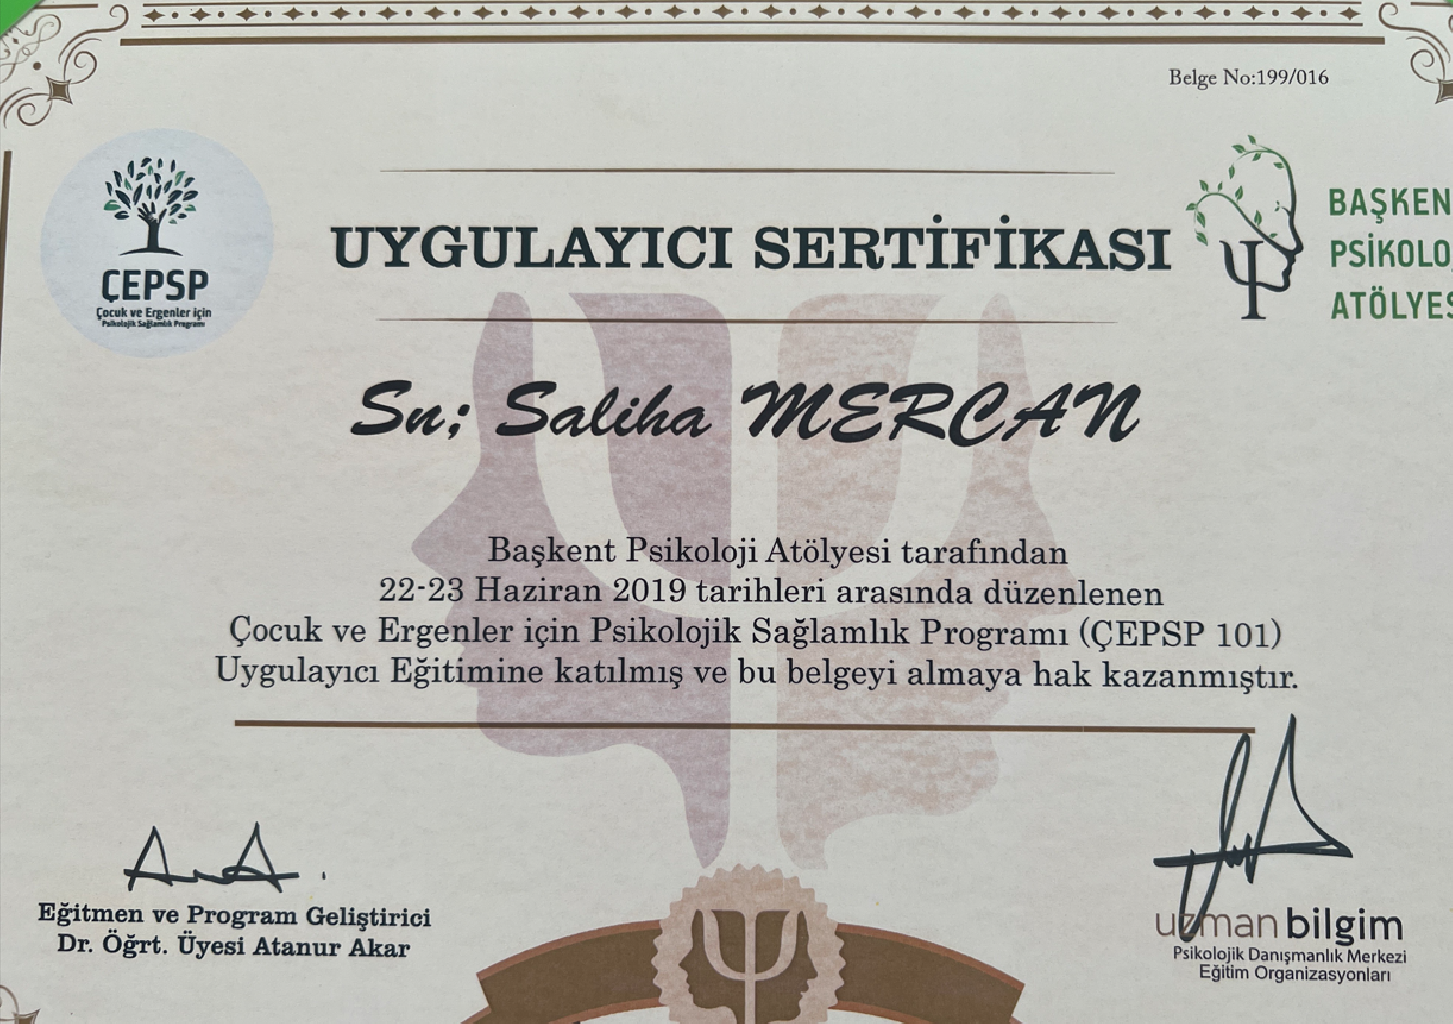 Belge No:199/016
ÇEPSP
Çocuk ve Ergenler için
Psikolojik Sağlamlık Programı
UYGULAYICI SERTİFİKASI
BAŞKEN
PSİKOLO
ATÖLYES
Sn; Saliha MERCAN
Başkent Psikoloji Atölyesi tarafından
22-23 Haziran 2019 tarihleri arasında düzenlenen
Çocuk ve Ergenler için Psikolojik Sağlamlık Programı (ÇEPSP 101)
Uygulayıcı Eğitimine katılmış ve bu belgeyi almaya hak kazanmıştır.
Eğitmen ve Program Geliştirici
Dr. Öğrt. Üyesi Atanur Akar
uzman bilgim
Psikolojik Danışmanlık Merkezi
Eğitim Organizasyonları